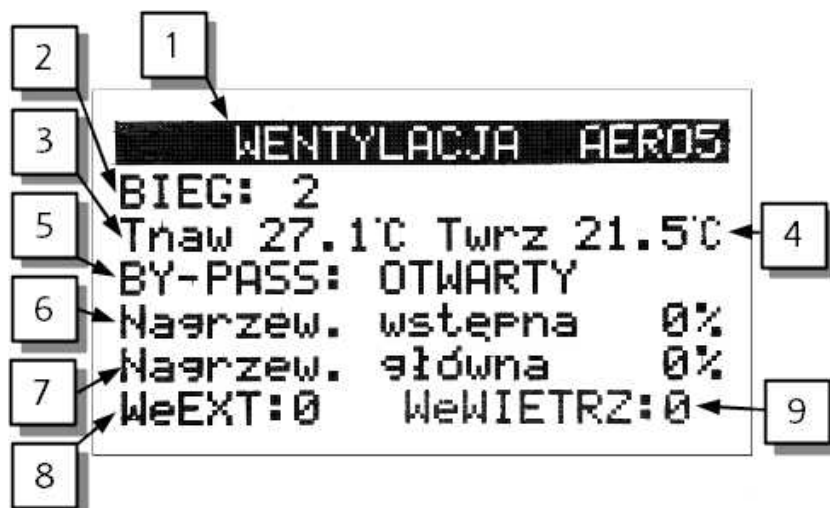 1
2
3
WENTYLACJA AERO5
BIEG: 2
Tnaw 27.1°C Twrz 21.5°C
4
5
BY-PASS: OTWARTY
6
Nagrzew. wstępna 0%
7
Nagrzew. główna 0%
WeEXT:0 WeWIETRZ:0
9
8